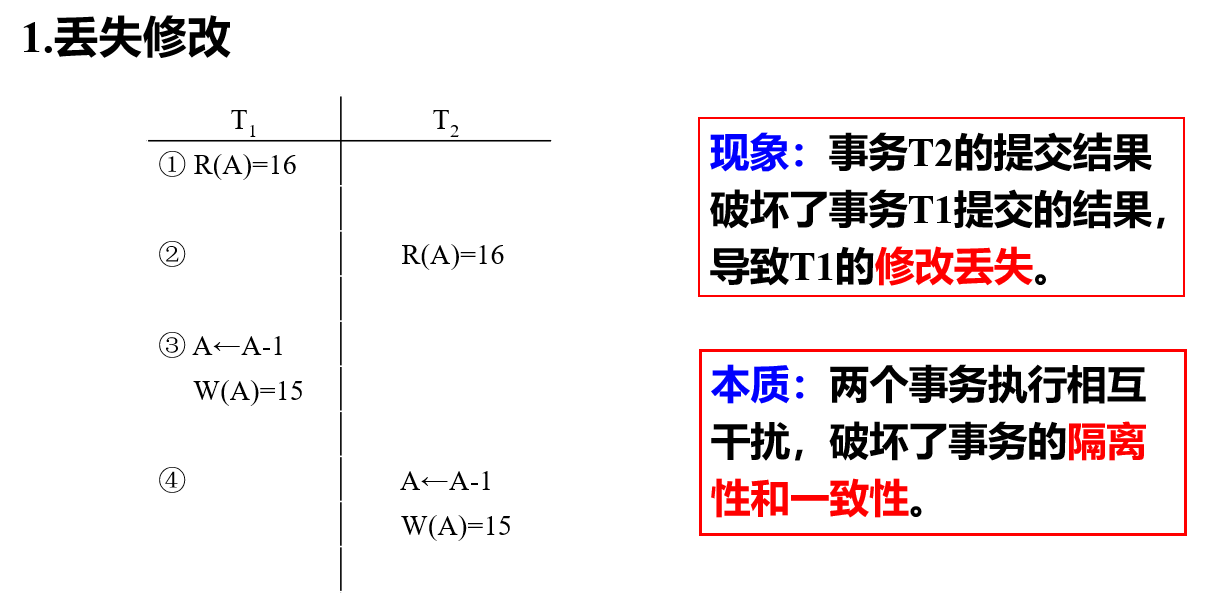 1.丢失修改
T1 T2
① R(A)=16
② R(A)=16
③ A←A-1
W(A)=15
④ A←A-1
W(A)=15
现象：事务T2的提交结果
破坏了事务T1提交的结果，
导致T1的修改丢失。
本质：两个事务执行相互
干扰，破坏了事务的隔离
性和一致性。